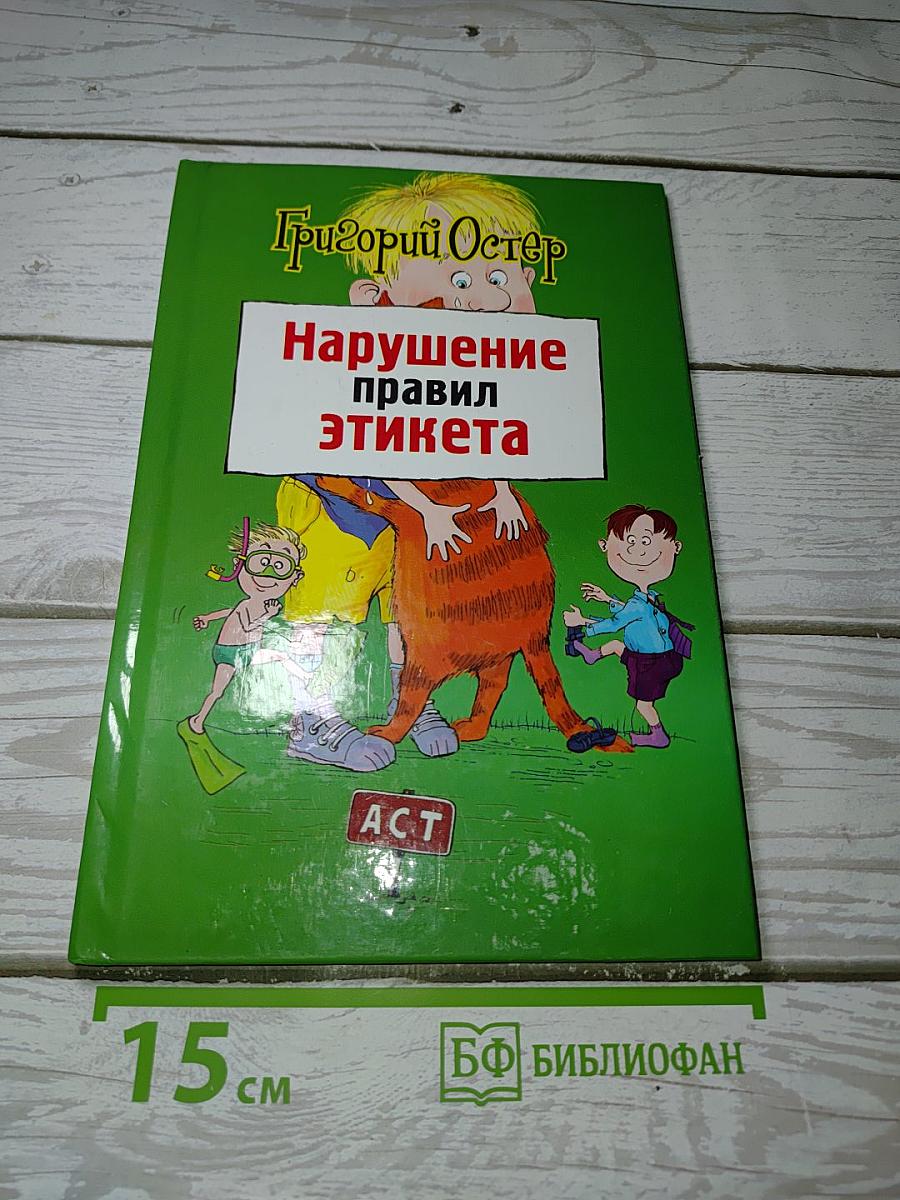 Григорий Остер
Нарушение
правил
этикета
АСТ
15 см
БФ БИБЛИОФАН